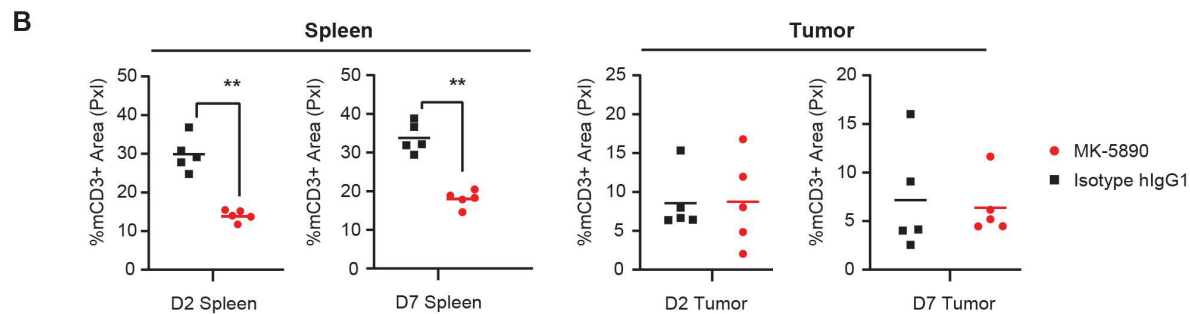 B
Spleen
Tumor
%mCD3+ Area (Pxl)
50
40
30
20
10
0
**
D2 Spleen
%mCD3+ Area (Pxl)
50
40
30
20
10
0
**
D7 Spleen
%mCD3+ Area (Pxl)
25
20
15
10
5
0
D2 Tumor
%mCD3+ Area (Pxl)
20
15
10
5
0
D7 Tumor
MK-5890
Isotype hIgG1